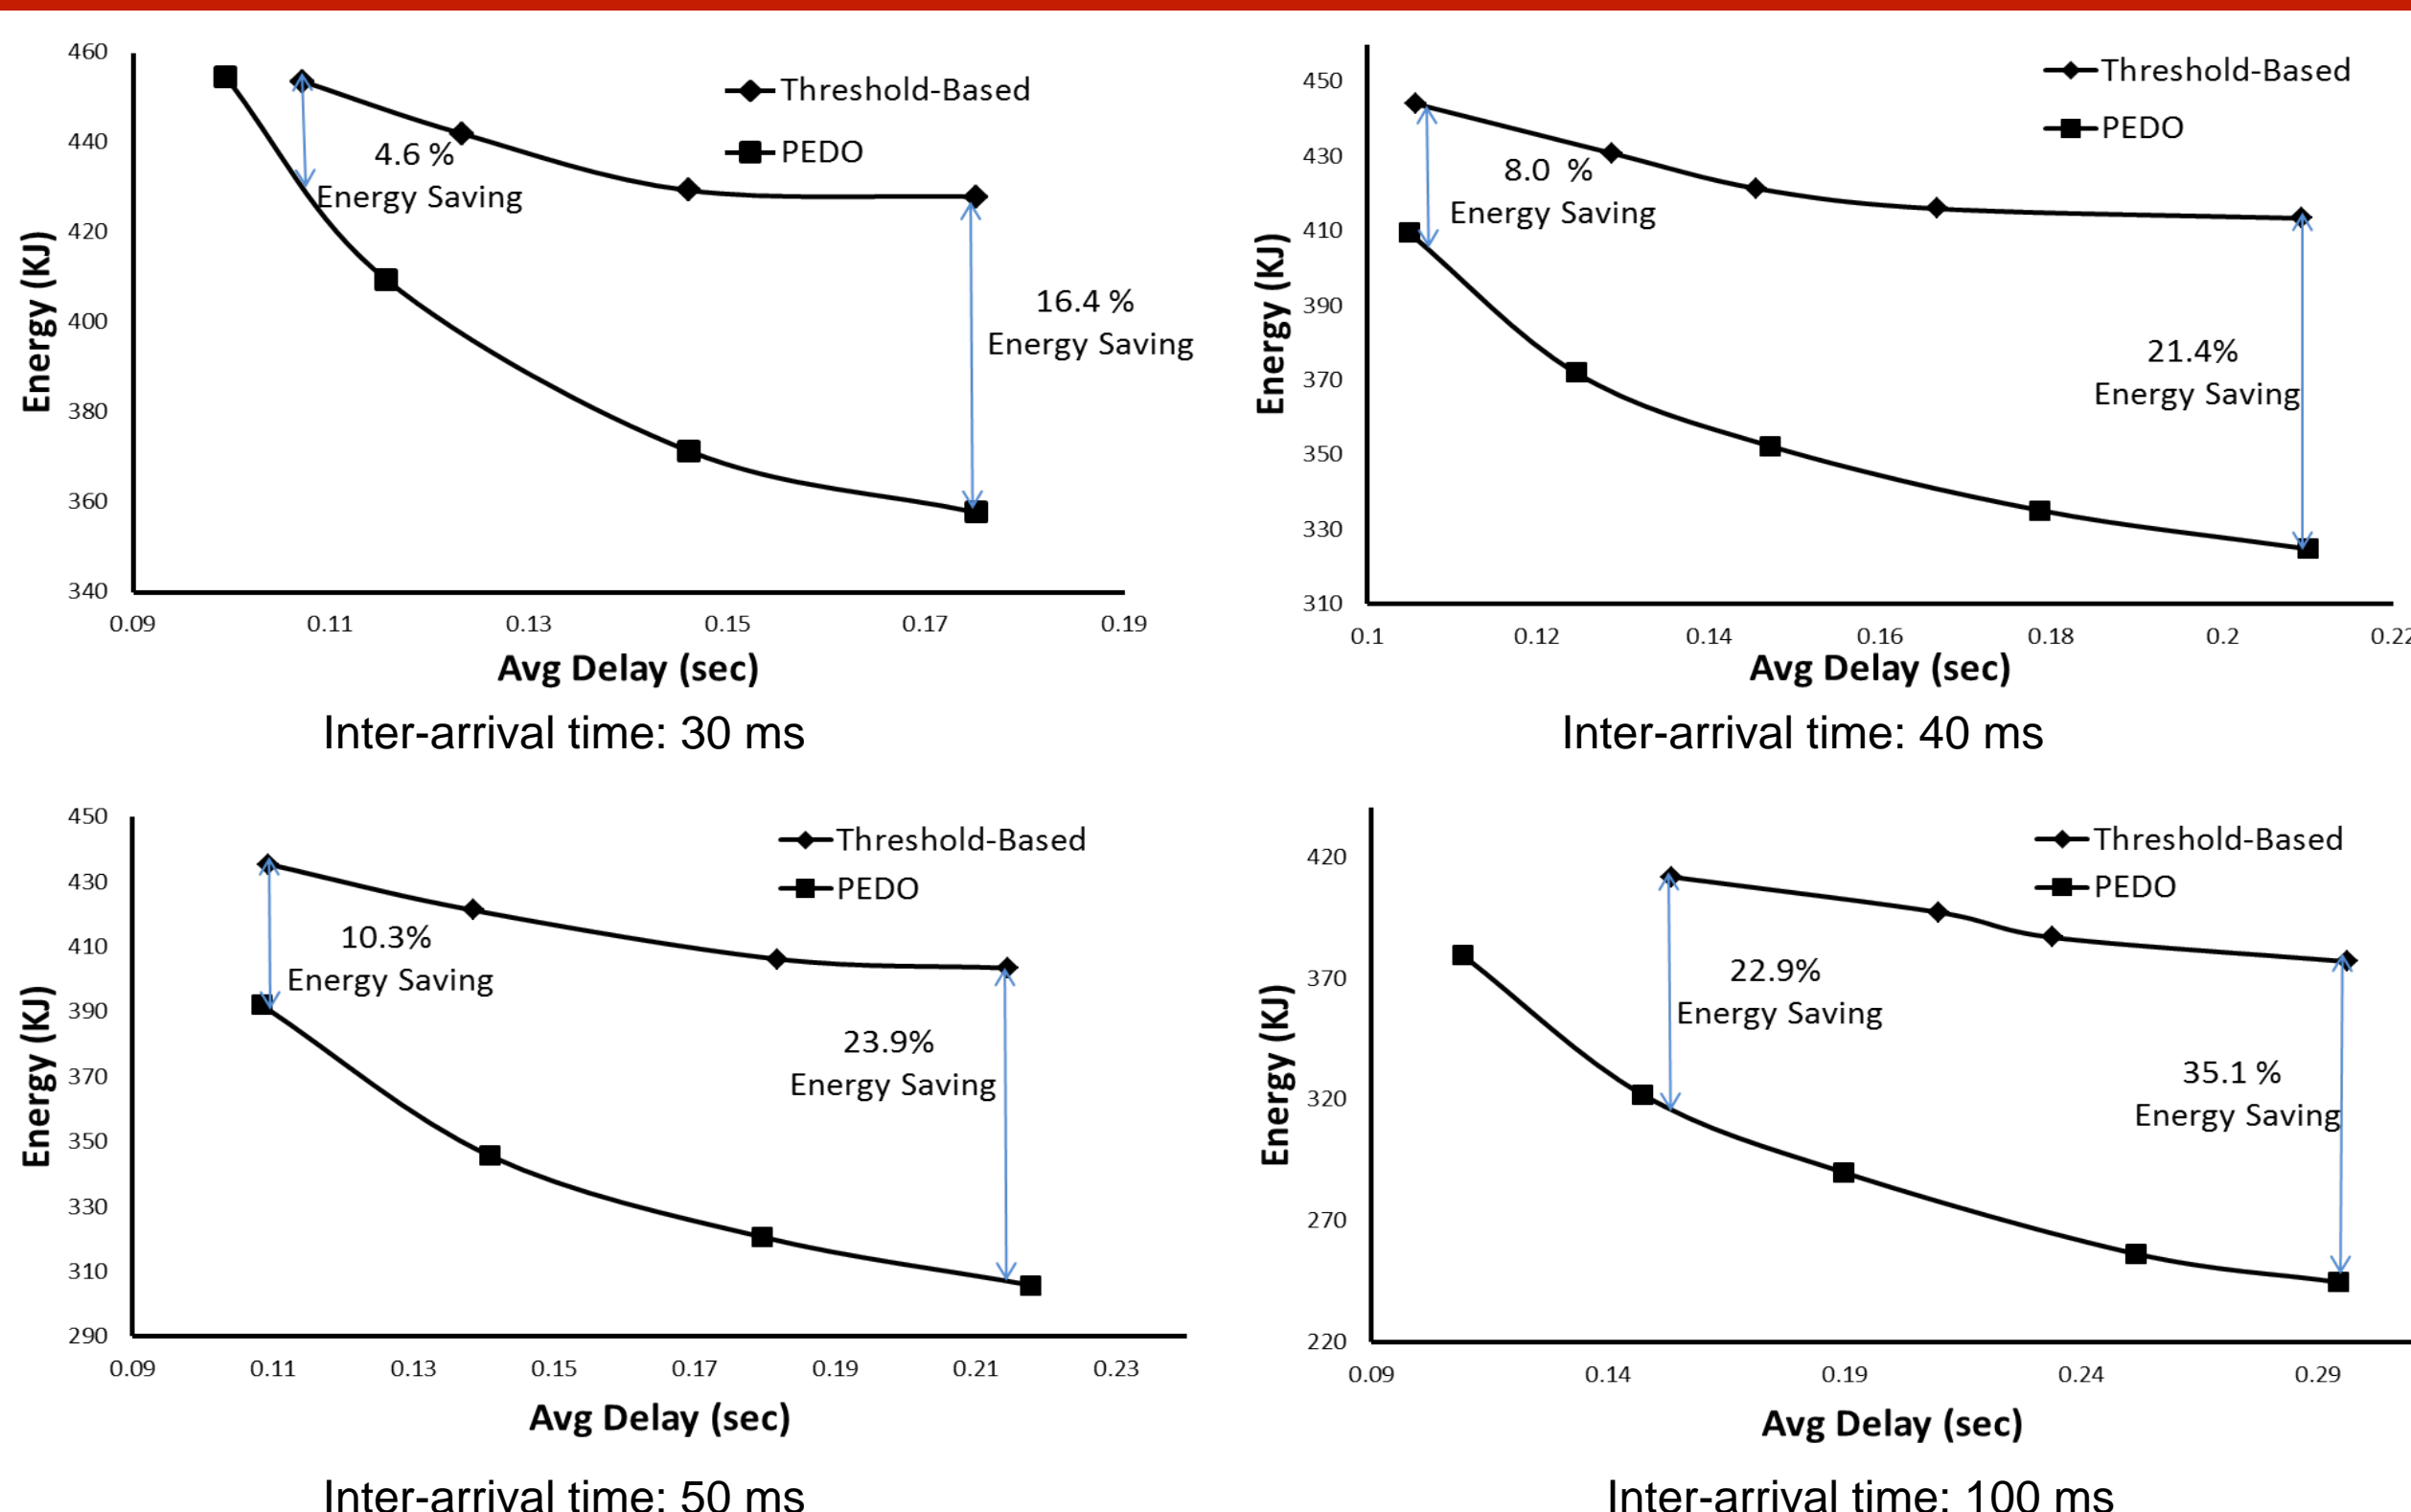 460
440
420
400
380
360
340
Energy (KJ)
Threshold-Based
PEDO
4.6 %
Energy Saving
16.4 %
Energy Saving
0.09 0.11 0.13 0.15 0.17 0.19
Avg Delay (sec)
Inter-arrival time: 30 ms
450
430
410
390
370
350
330
310
Energy (KJ)
Threshold-Based
PEDO
8.0 %
Energy Saving
21.4%
Energy Saving
0.1 0.12 0.14 0.16 0.18 0.2 0.22
Avg Delay (sec)
Inter-arrival time: 40 ms
450
430
410
390
370
350
330
310
290
Energy (KJ)
Threshold-Based
PEDO
10.3%
Energy Saving
23.9%
Energy Saving
0.09 0.11 0.13 0.15 0.17 0.19 0.21 0.23
Avg Delay (sec)
Inter-arrival time: 50 ms
420
370
320
270
220
Energy (KJ)
Threshold-Based
PEDO
22.9%
Energy Saving
35.1 %
Energy Saving
0.09 0.14 0.19 0.24 0.29
Avg Delay (sec)
Inter-arrival time: 100 ms